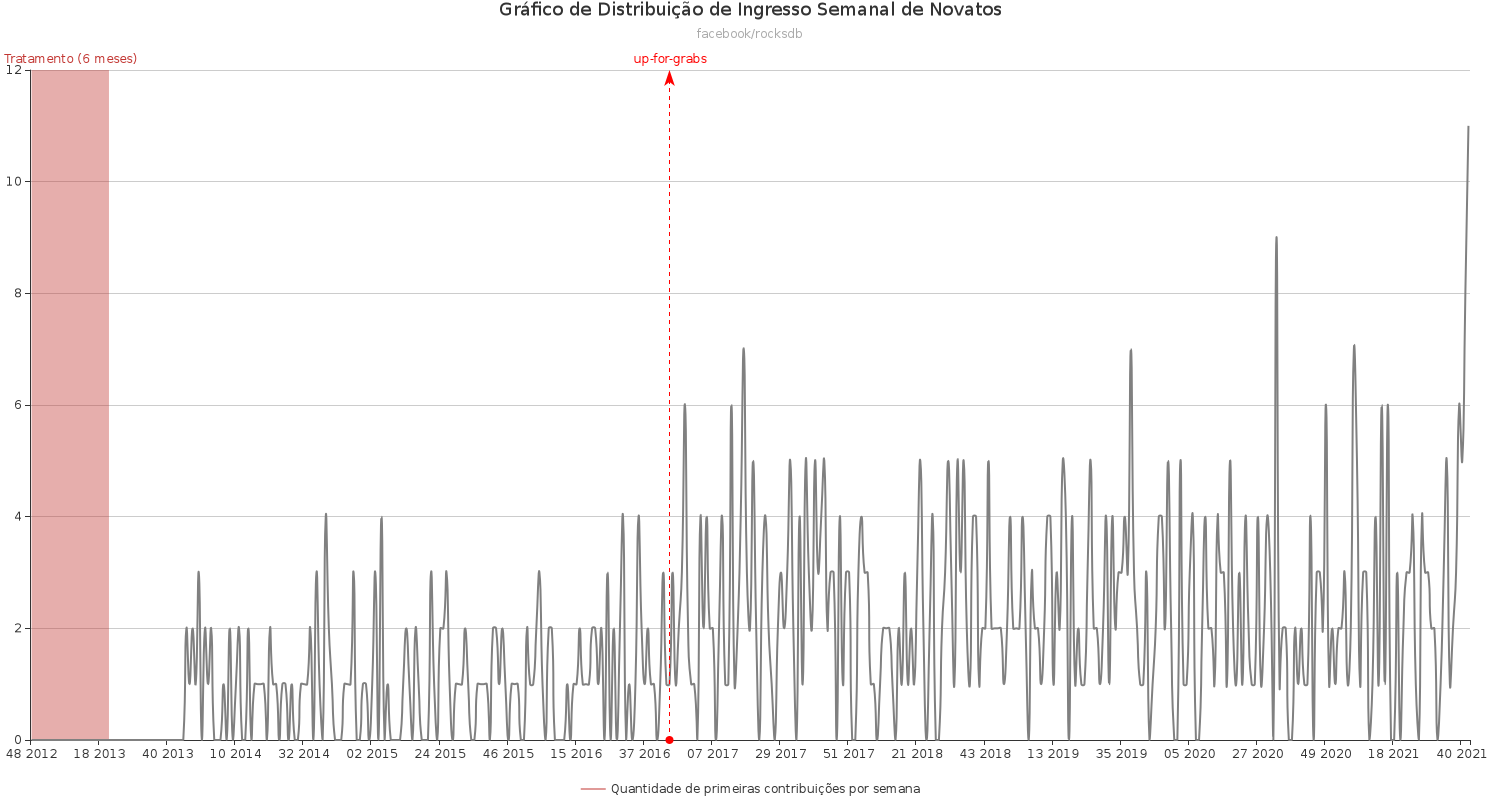 Gráfico de Distribuição de Ingresso Semanal de Novatos
facebook/rocksdb
Tratamento (6 meses)
up-for-grabs
12
10
8
6
4
2
0
48 2012 18 2013 40 2013 10 2014 32 2014 02 2015 24 2015 46 2015 15 2016 37 2016 07 2017 29 2017 51 2017 21 2018 43 2018 13 2019 35 2019 05 2020 27 2020 49 2020 18 2021 40 2021
Quantidade de primeiras contribuições por semana